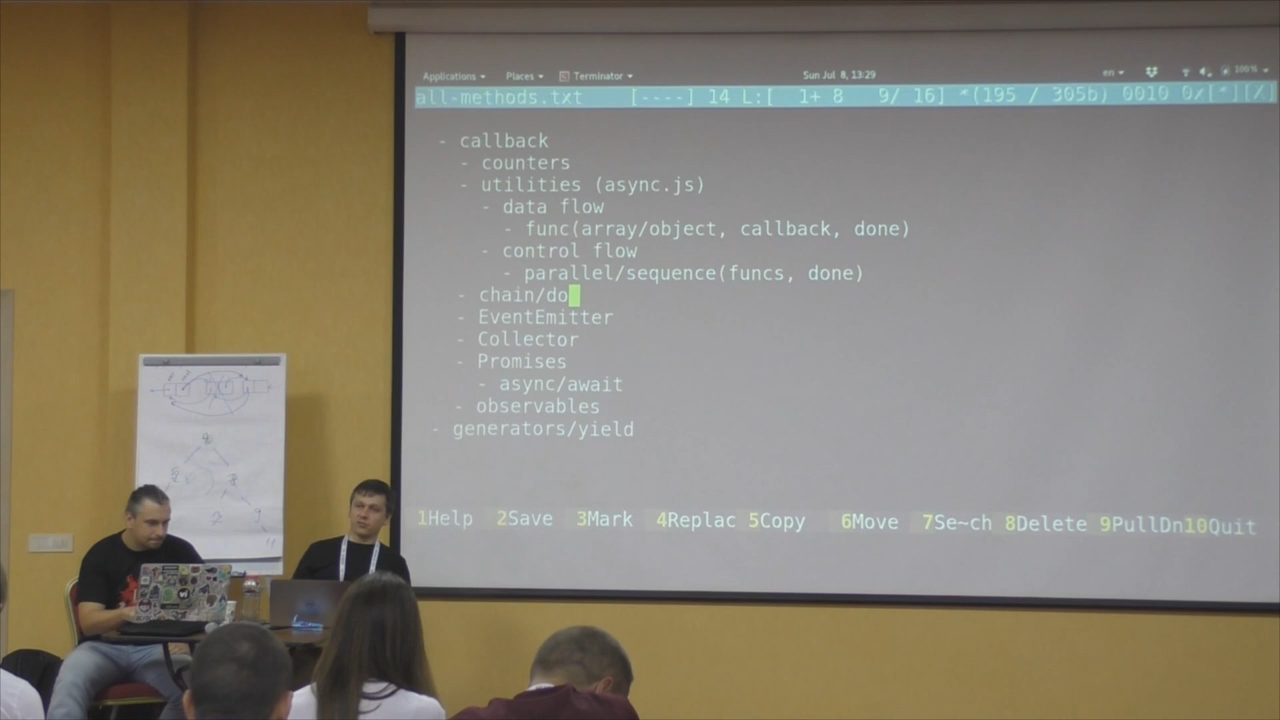 Applications Places Terminator Sun Jul 8, 13:29 en 100%
all-methods.txt [----] 14 L:[ 1+ 8 9/ 16] *(195 / 305b) 0010 0x[*][X]
- callback
- counters
- utilities (async.js)
- data flow
- func(array/object, callback, done)
- control flow
- parallel/sequence(funcs, done)
- chain/do
- EventEmitter
- Collector
- Promises
- async/await
- observables
- generators/yield
1Help 2Save 3Mark 4Replac 5Copy 6Move 7Se~ch 8Delete 9PullDn10Quit